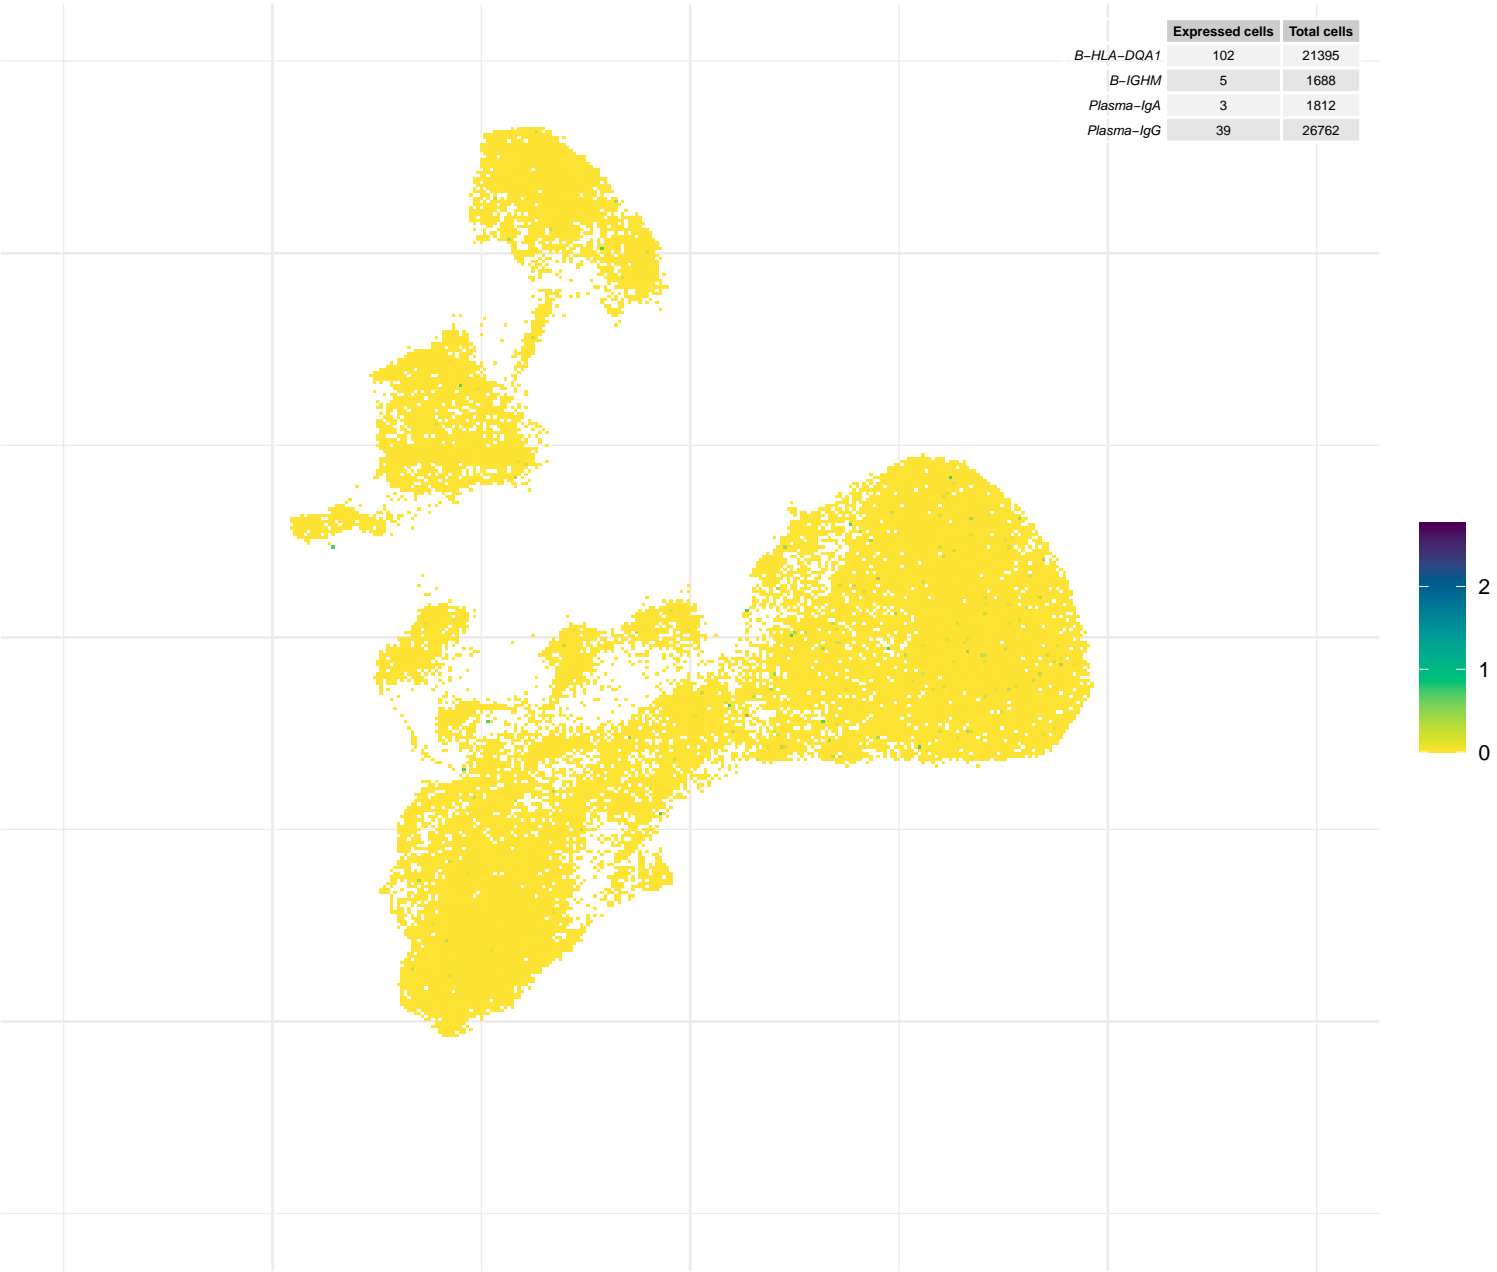 Expressed cells Total cells
B−HLA−DQA1 102 21395
B−IGHM 5 1688
Plasma−IgA 3 1812
Plasma−IgG 39 26762
2
1
0